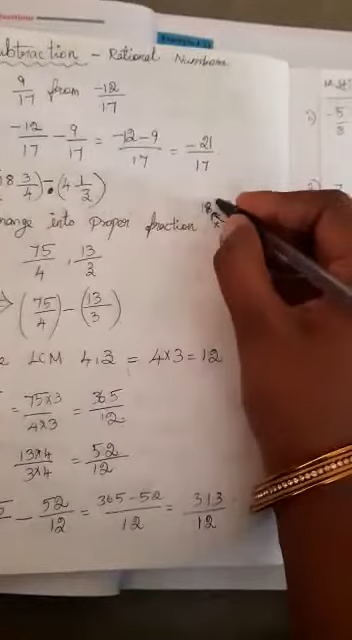 ubtraction - Rational Numbers
9/17 from -12/17
-12/17 - 9/17 = -12-9/17 = -21/17
18 3/4) - (4 1/3)
hange into Proper fraction
18
75/4 , 13/3
(75/4) - (13/3)
LCM 4,3 = 4×3 = 12
= 75×3/4×3 = 365/12
13×4/3×4 = 52/12
- 52/12 = 365-52/12 = 313/12
-5/8